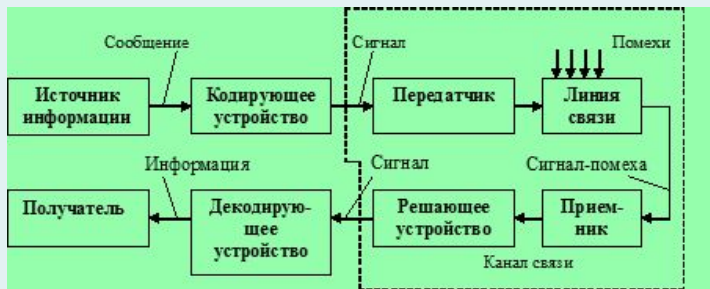 Сообщение
Сигнал
Помехи
Источник
информации
Кодирующее
устройство
Передатчик
Линия
связи
Информация
Сигнал
Сигнал-помеха
Получатель
Декодирую-
щее
устройство
Решающее
устройство
Прием-
ник
Канал связи